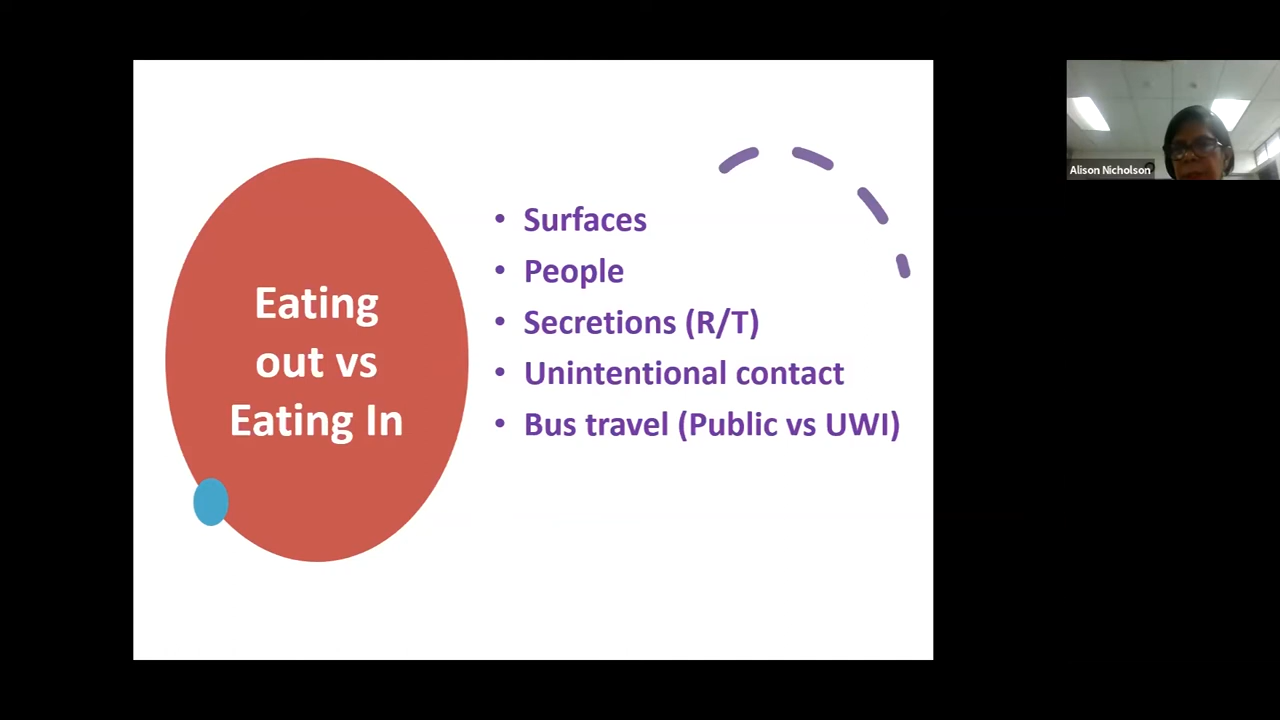 Eating
out vs
Eating In
• Surfaces
• People
• Secretions (R/T)
• Unintentional contact
• Bus travel (Public vs UWI)
Alison Nicholson